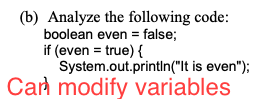 (b) Analyze the following code:
boolean even = false;
if (even = true) {
System.out.println("It is even");
}
Can modify variables